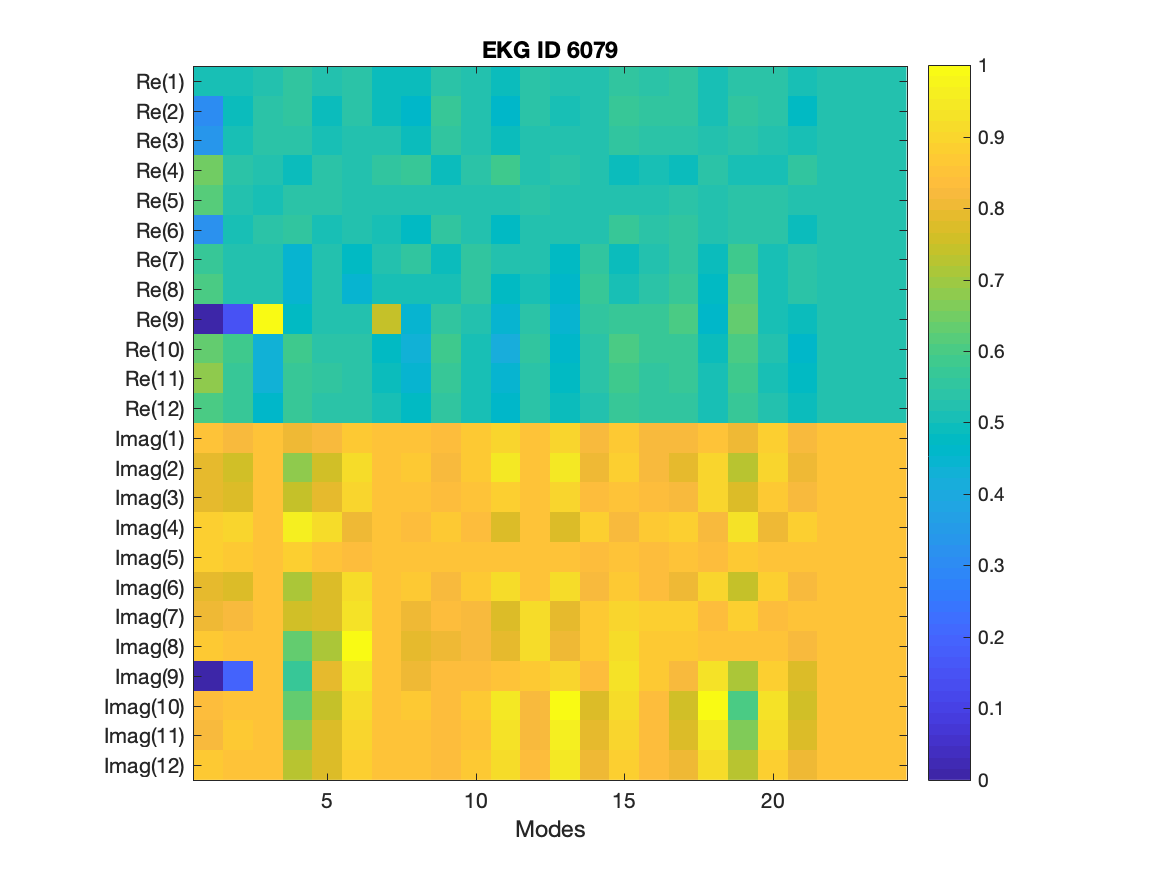 EKG ID 6079
Re(1)
Re(2)
Re(3)
Re(4)
Re(5)
Re(6)
Re(7)
Re(8)
Re(9)
Re(10)
Re(11)
Re(12)
Imag(1)
Imag(2)
Imag(3)
Imag(4)
Imag(5)
Imag(6)
Imag(7)
Imag(8)
Imag(9)
Imag(10)
Imag(11)
Imag(12)
5 10 15 20
Modes
1
0.9
0.8
0.7
0.6
0.5
0.4
0.3
0.2
0.1
0